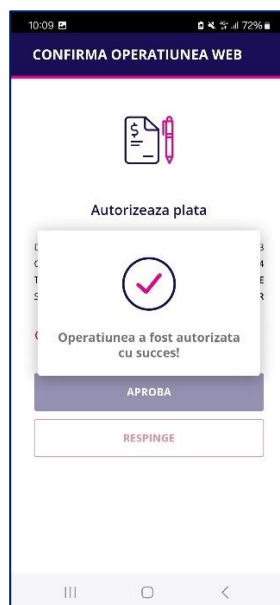 10:09 72%
CONFIRMA OPERATIUNEA WEB
$
Autorizeaza plata
Operatiunea a fost autorizata
cu succes!
APROBA
RESPINGE